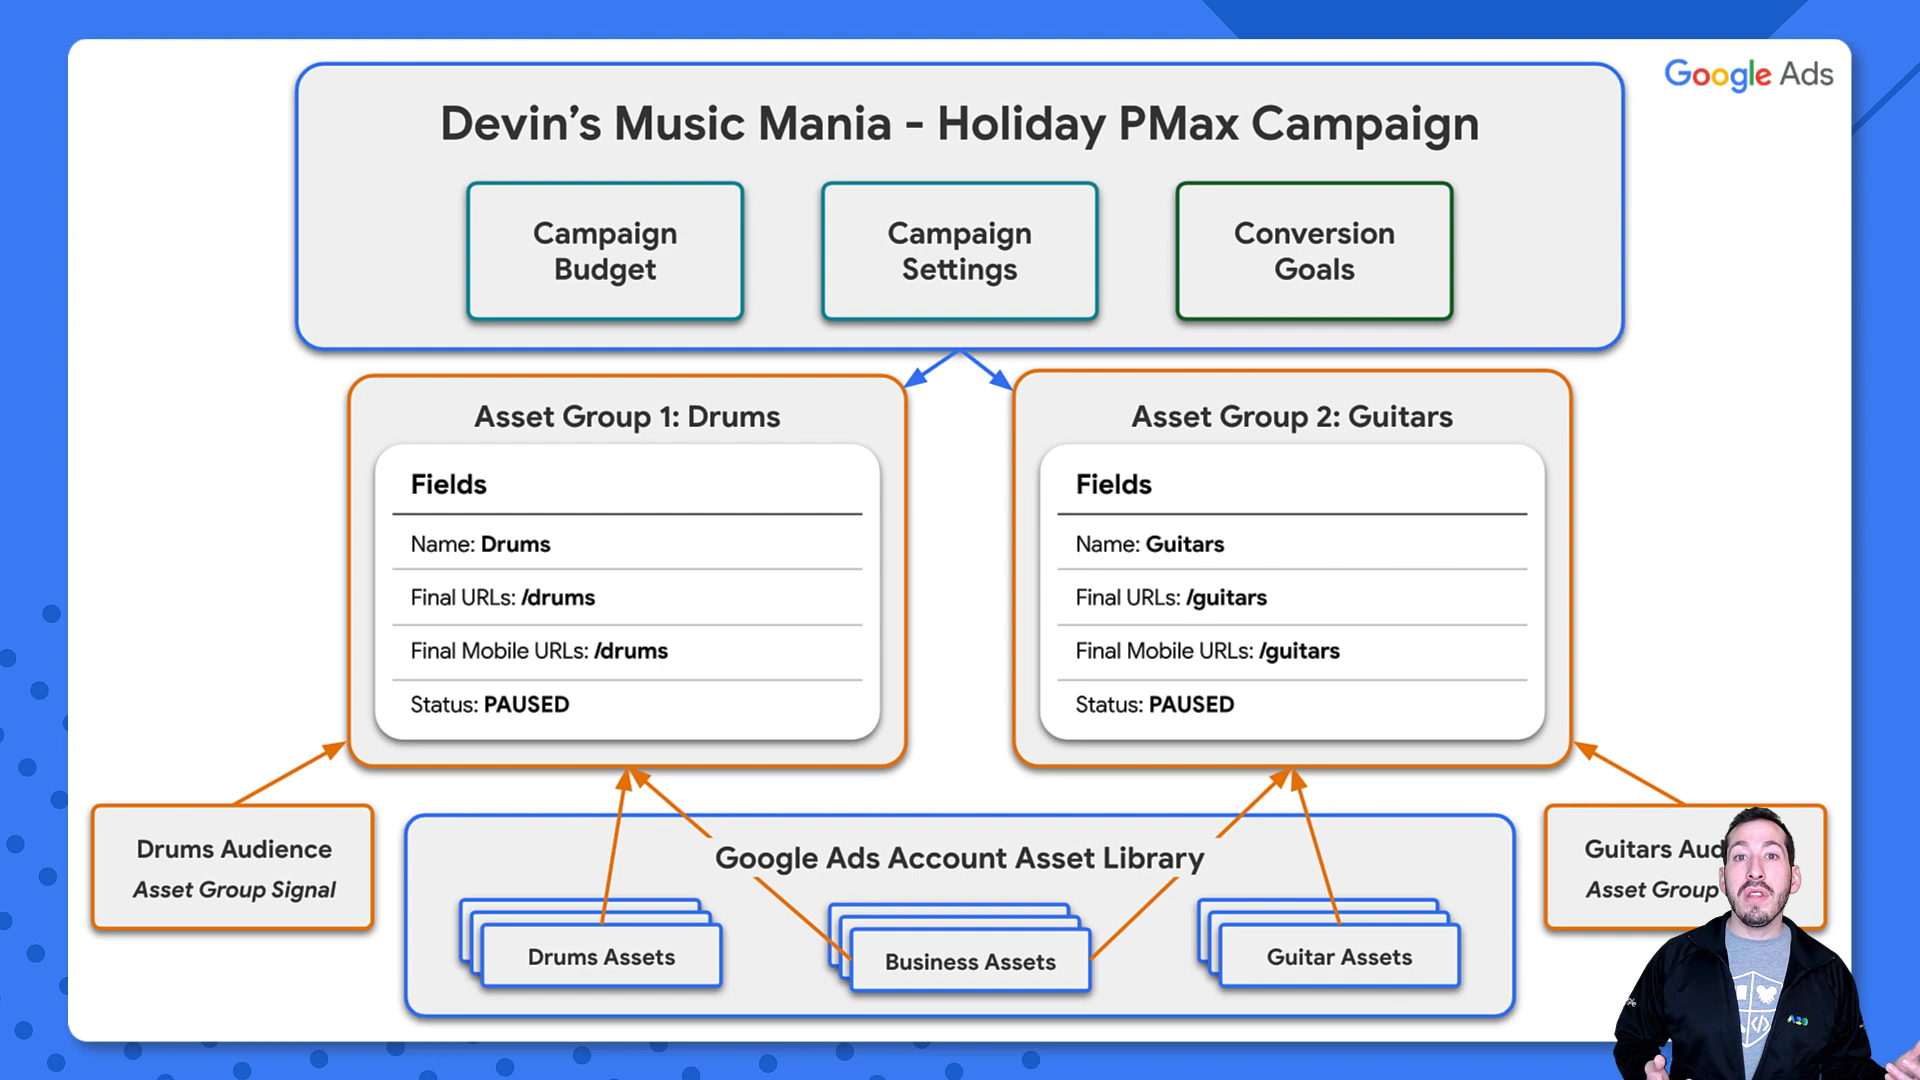 Google Ads
Devin's Music Mania - Holiday PMax Campaign
Campaign
Budget
Campaign
Settings
Conversion
Goals
Asset Group 1: Drums
Fields
Name: Drums
Final URLs: /drums
Final Mobile URLs: /drums
Status: PAUSED
Asset Group 2: Guitars
Fields
Name: Guitars
Final URLs: /guitars
Final Mobile URLs: /guitars
Status: PAUSED
Drums Audience
Asset Group Signal
Google Ads Account Asset Library
Drums Assets
Business Assets
Guitar Assets
Guitars Aud
Asset Group